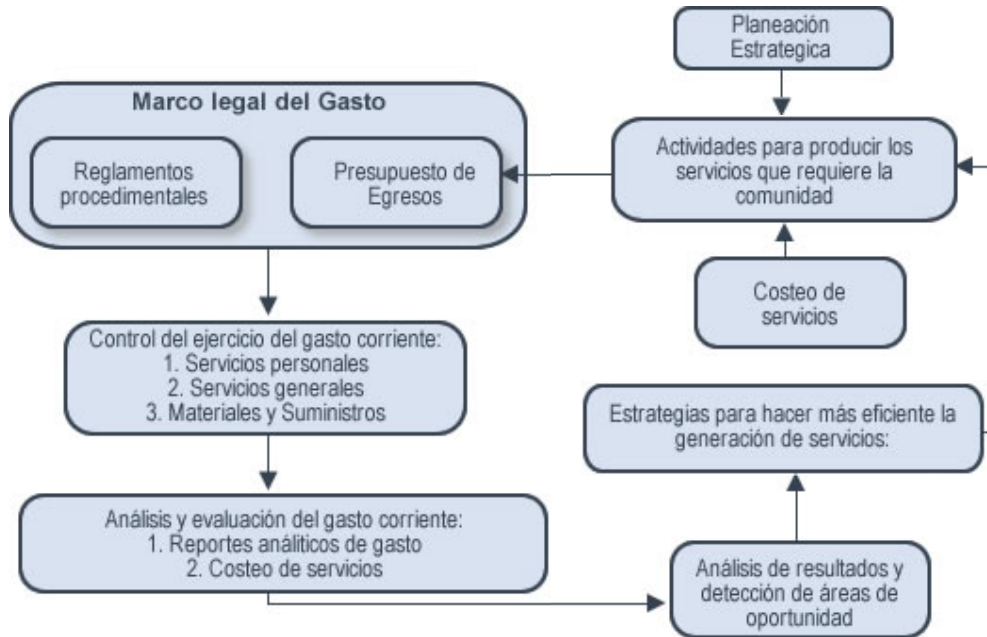 Planeación
Estrategica
Marco legal del Gasto
Reglamentos
procedimentales
Presupuesto de
Egresos
Actividades para producir los
servicios que requiere la
comunidad
Costeo de
servicios
Control del ejercicio del gasto corriente:
1. Servicios personales
2. Servicios generales
3. Materiales y Suministros
Estrategias para hacer más eficiente la
generación de servicios:
Análisis y evaluación del gasto corriente:
1. Reportes análiticos de gasto
2. Costeo de servicios
Análisis de resultados y
detección de áreas de
oportunidad